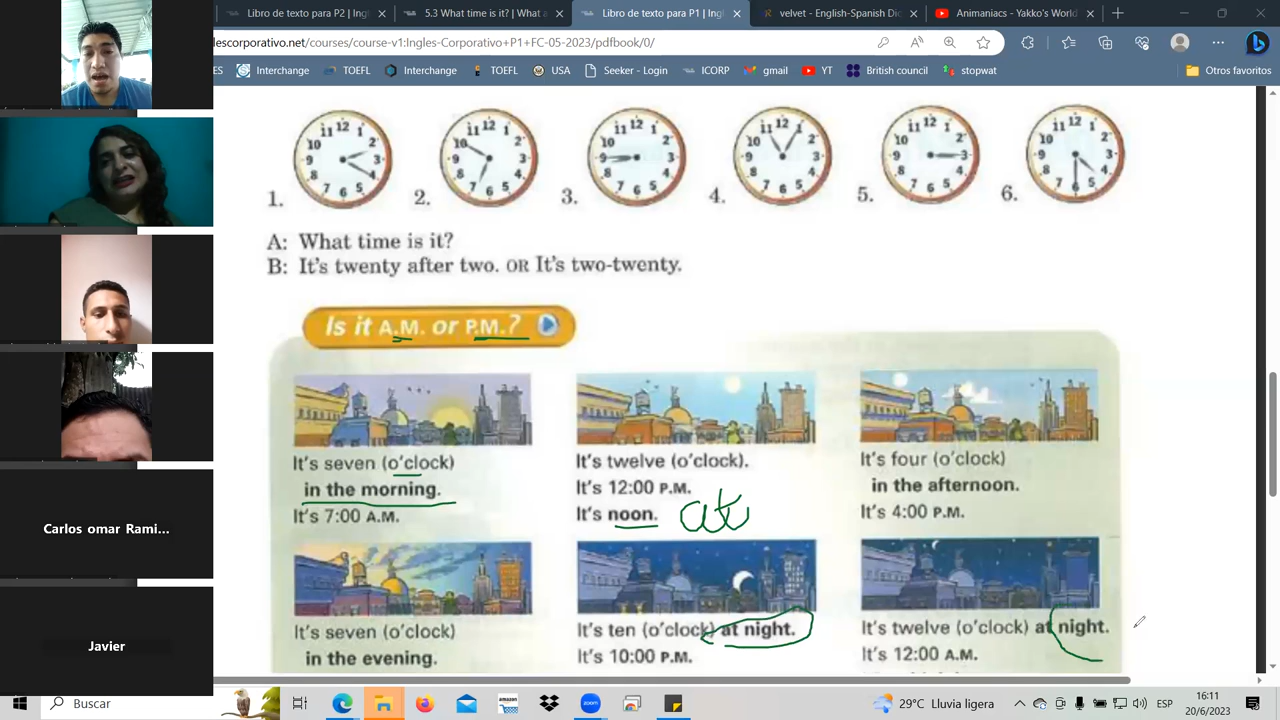 Libro de texto para P2 | Ingl
5.3 What time is it? | What
Libro de texto para P1 | Ingl
English - Spanish Dic
Animaniacs - Yakko's World
lescorporativo.net/courses/course-v1:Ingles-Corporativo+P1+FC-05-2023/pdfbook/0/
ES Interchange TOEFL Interchange TOEFL USA Seeker - Login ICORP gmail YT British council stopwat Otros favoritos
1. 2. 3. 4. 5. 6.
A: What time is it?
B: It's twenty after two. OR It's two-twenty.
Is it A.M. or P.M.?
It's seven (o'clock)
in the morning.
It's 7:00 A.M.
It's twelve (o'clock).
It's 12:00 P.M.
It's noon. at
It's four (o'clock)
in the afternoon.
It's 4:00 P.M.
It's seven (o'clock)
in the evening.
It's ten (o'clock) at night.
It's 10:00 P.M.
It's twelve (o'clock) at night.
It's 12:00 A.M.
Carlos omar Rami...
Javier
Buscar
amazon
zoom
29°C Lluvia ligera
ESP
6:11
20/6/2023